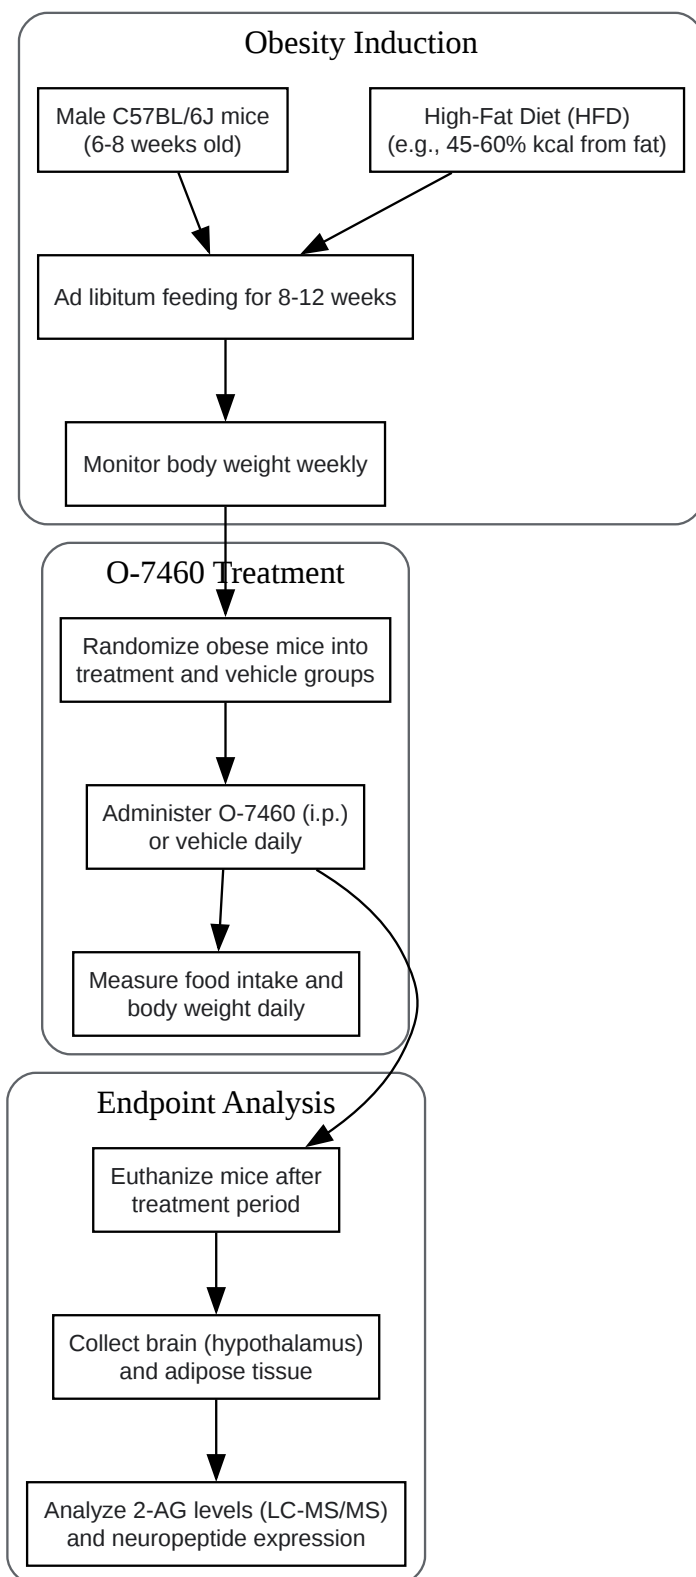 Obesity Induction
Male C57BL/6J mice
(6-8 weeks old)
High-Fat Diet (HFD)
(e.g., 45-60% kcal from fat)
Ad libitum feeding for 8-12 weeks
Monitor body weight weekly
O-7460 Treatment
Randomize obese mice into
treatment and vehicle groups
Administer O-7460 (i.p.)
or vehicle daily
Measure food intake and
body weight daily
Endpoint Analysis
Euthanize mice after
treatment period
Collect brain (hypothalamus)
and adipose tissue
Analyze 2-AG levels (LC-MS/MS)
and neuropeptide expression